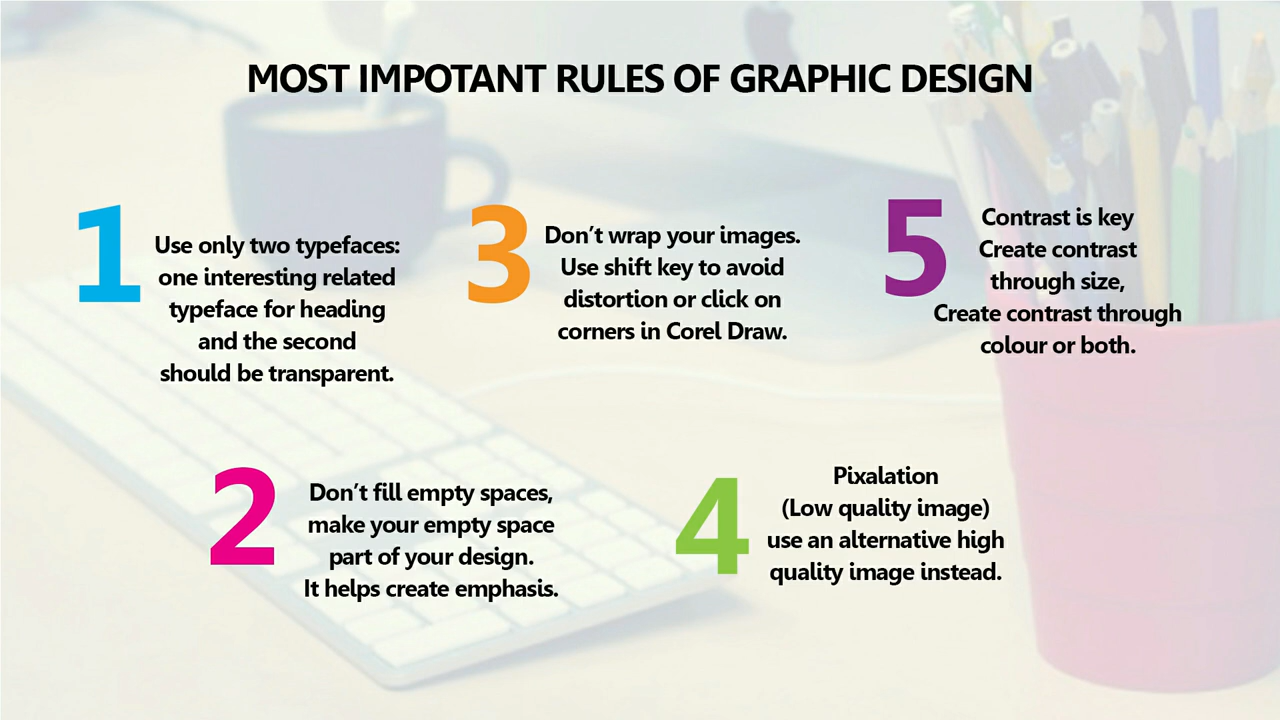 MOST IMPOTANT RULES OF GRAPHIC DESIGN
1
Use only two typefaces:
one interesting related
typeface for heading
and the second
should be transparent.
2
Don't fill empty spaces,
make your empty space
part of your design.
It helps create emphasis.
3
Don't wrap your images.
Use shift key to avoid
distortion or click on
corners in Corel Draw.
4
Pixalation
(Low quality image)
use an alternative high
quality image instead.
5
Contrast is key
Create contrast
through size,
Create contrast through
colour or both.